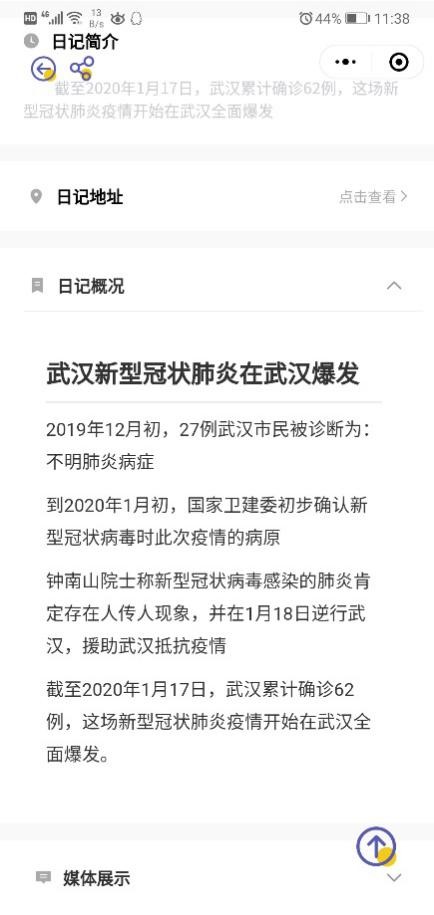 HD 46 13 B/s 44% 11:38
日记简介
截至2020年1月17日，武汉累计确诊62例，这场新
型冠状肺炎疫情开始在武汉全面爆发
日记地址 点击查看
日记概况
武汉新型冠状肺炎在武汉爆发
2019年12月初，27例武汉市民被诊断为：
不明肺炎病症
到2020年1月初，国家卫建委初步确认新
型冠状病毒时此次疫情的病原
钟南山院士称新型冠状病毒感染的肺炎肯
定存在人传人现象，并在1月18日逆行武
汉，援助武汉抵抗疫情
截至2020年1月17日，武汉累计确诊62
例，这场新型冠状肺炎疫情开始在武汉全
面爆发。
媒体展示